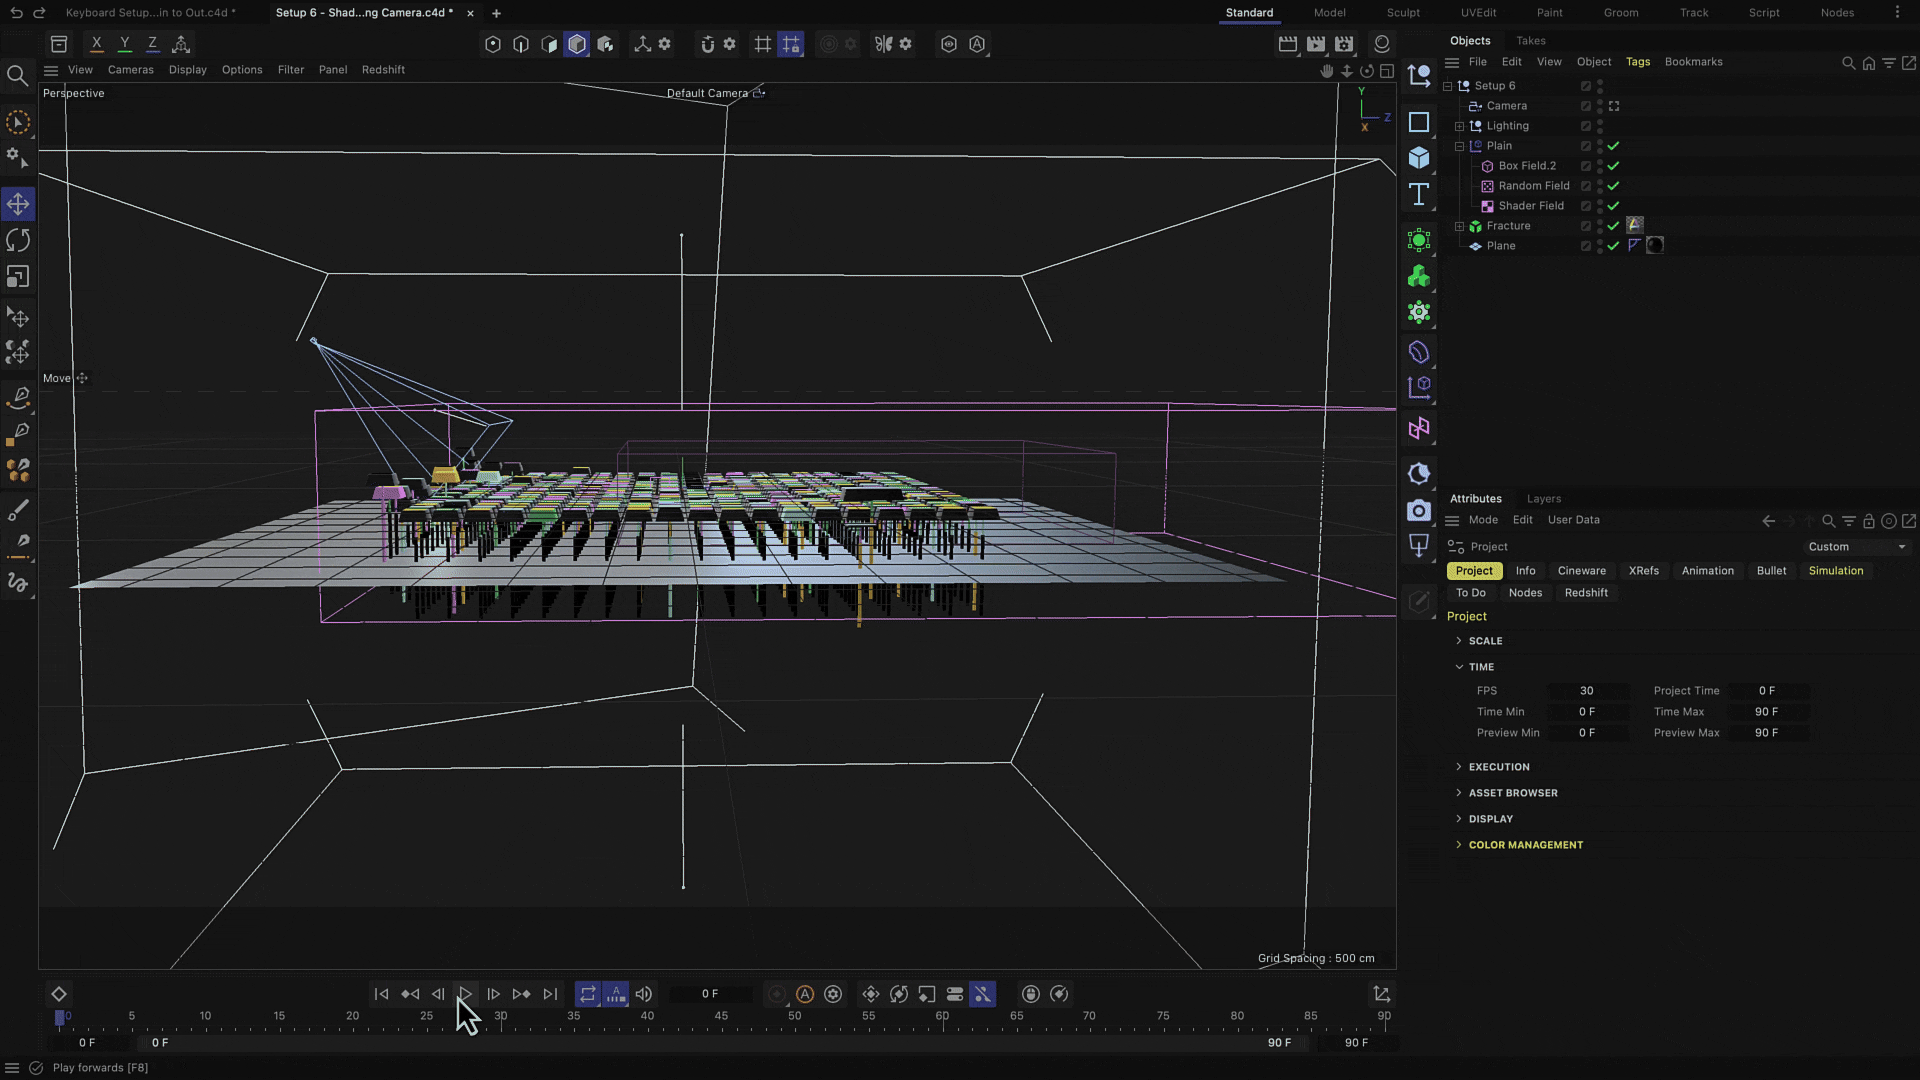 Keyboard Setup...in to Out.c4d *
Setup 6 - Shad...ng Camera.c4d *
Standard
Model
Sculpt
UVEdit
Paint
Groom
Track
Script
Nodes
X Y Z
Objects
Takes
View
Cameras
Display
Options
Filter
Panel
Redshift
File
Edit
View
Object
Tags
Bookmarks
Perspective
Default Camera
Y
Z
X
Setup 6
Camera
Lighting
Plain
Box Field.2
Random Field
Shader Field
Fracture
Plane
Move
Attributes
Layers
Mode
Edit
User Data
Project
Custom
Project
Info
Cineware
XRefs
Animation
Bullet
Simulation
To Do
Nodes
Redshift
Project
SCALE
TIME
FPS 30 Project Time 0 F
Time Min 0 F Time Max 90 F
Preview Min 0 F Preview Max 90 F
EXECUTION
ASSET BROWSER
DISPLAY
COLOR MANAGEMENT
Grid Spacing : 500 cm
0 F
0 5 10 15 20 25 30 35 40 45 50 55 60 65 70 75 80 85 90
0 F 0 F 90 F 90 F
Play forwards [F8]